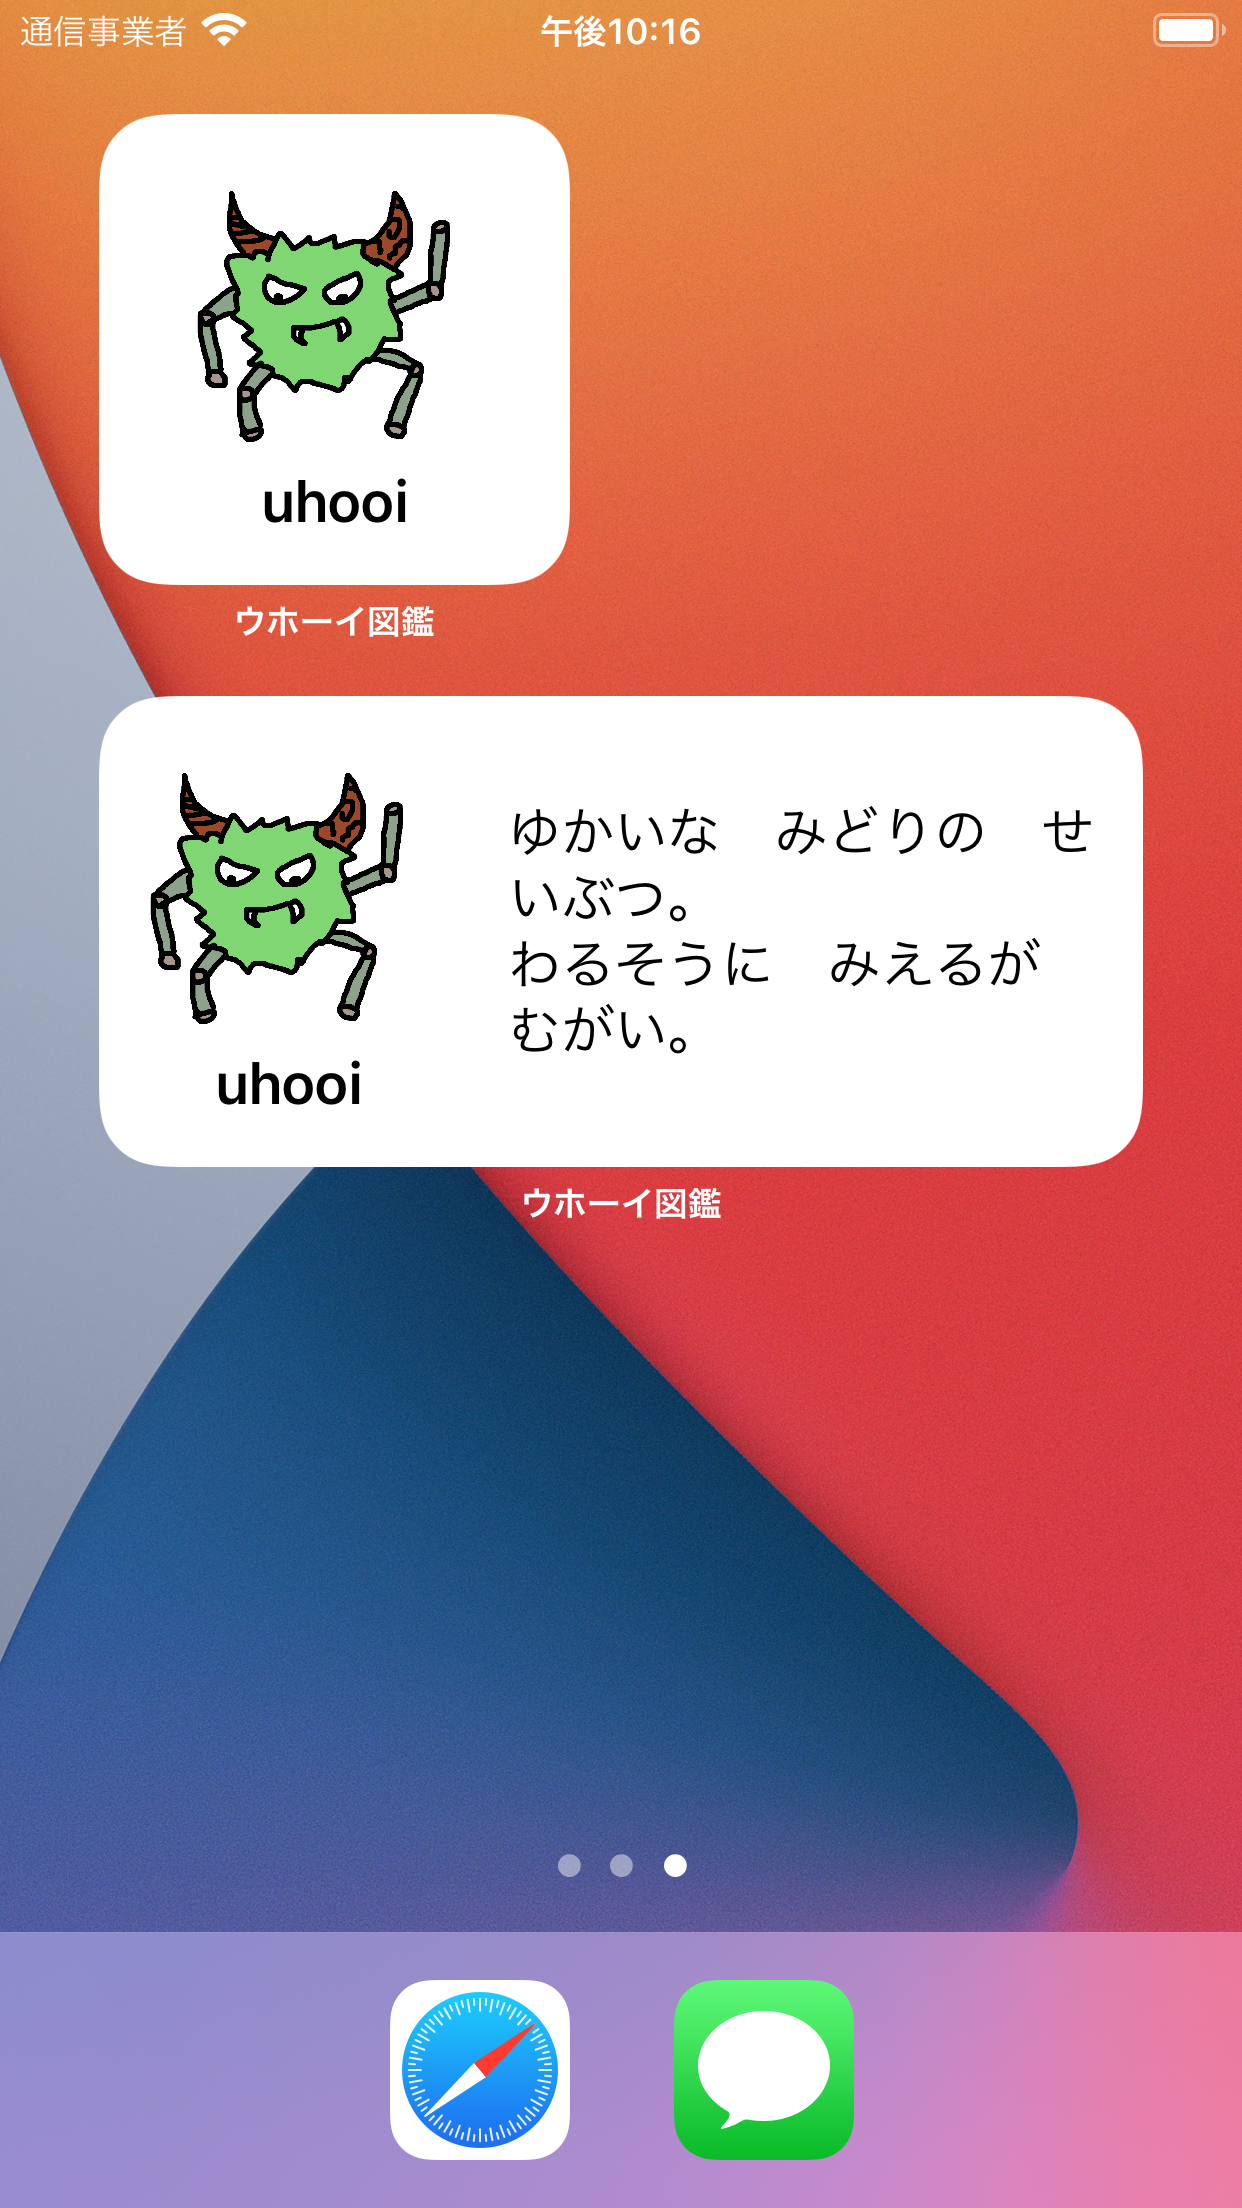 通信事業者
午後10:16
uhooi
ウホーイ図鑑
ゆかいな　みどりの　せ
いぶつ。
わるそうに　みえるが
むがい。
uhooi
ウホーイ図鑑